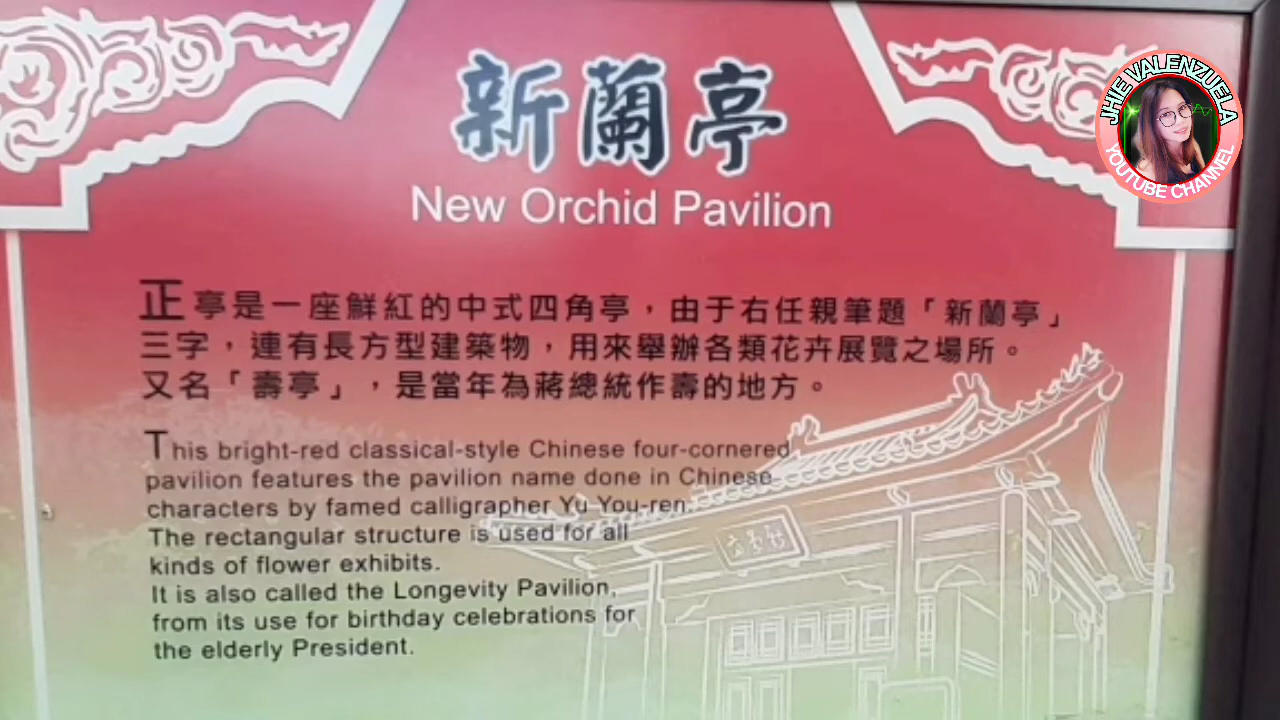 新蘭亭
New Orchid Pavilion
正亭是一座鮮紅的中式四角亭，由于右任親筆題「新蘭亭」
三字，連有長方型建築物，用來舉辦各類花卉展覽之場所。
又名「壽亭」，是當年為蔣總統作壽的地方。
This bright-red classical-style Chinese four-cornered
pavilion features the pavilion name done in Chinese
characters by famed calligrapher Yu You-ren.
The rectangular structure is used for all
kinds of flower exhibits.
It is also called the Longevity Pavilion,
from its use for birthday celebrations for
the elderly President.
JHIE VALENZUELA
YOUTUBE CHANNEL